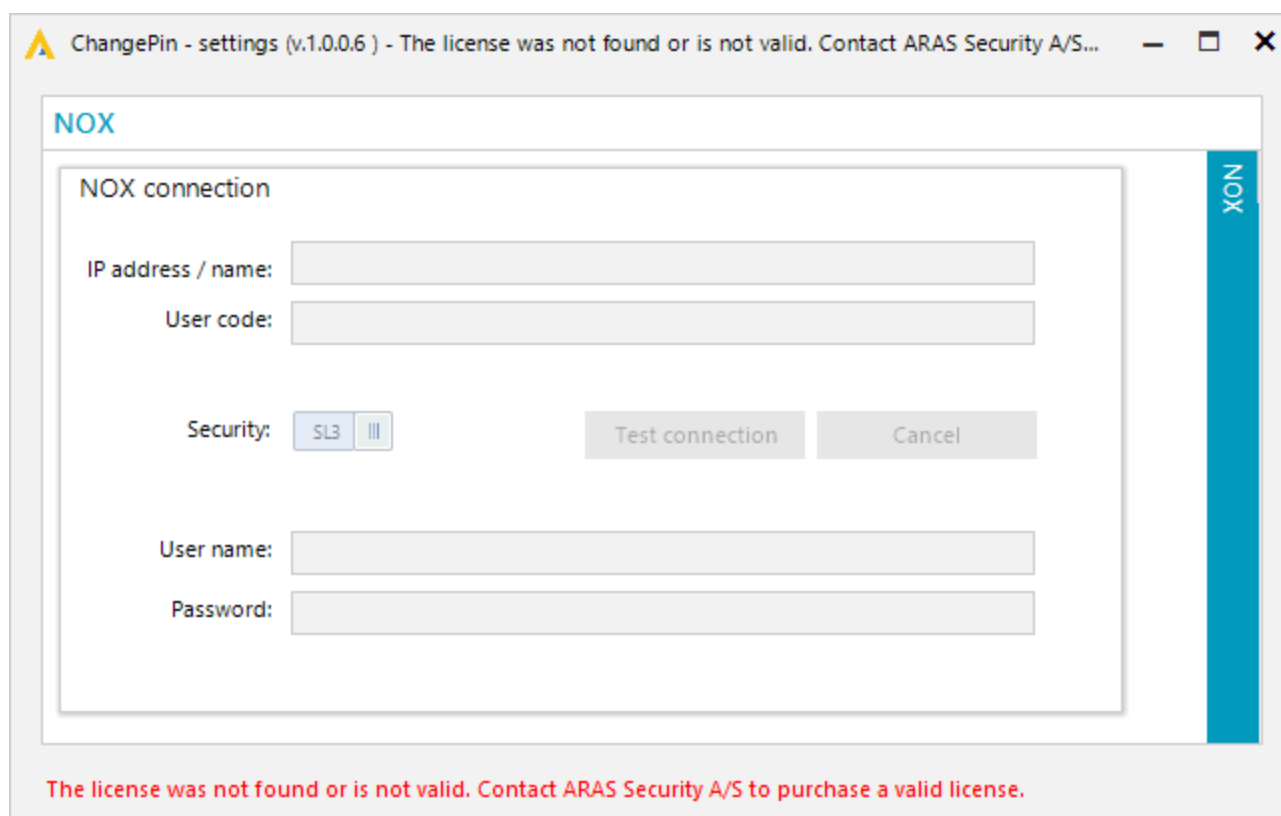 ChangePin - settings (v.1.0.0.6 ) - The license was not found or is not valid. Contact ARAS Security A/S...
NOX
NOX
NOX connection
IP address / name:
User code:
Security:
SL3
Test connection
Cancel
User name:
Password:
The license was not found or is not valid. Contact ARAS Security A/S to purchase a valid license.